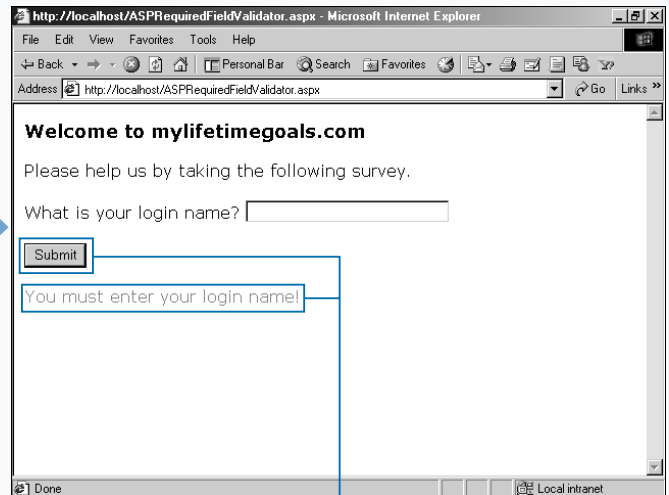 http://localhost/ASPRequiredFieldValidator.aspx - Microsoft Internet Explorer
File Edit View Favorites Tools Help
Back Personal Bar Search Favorites
Address http://localhost/ASPRequiredFieldValidator.aspx Go Links »
Welcome to mylifetimegoals.com
Please help us by taking the following survey.
What is your login name?
Submit
You must enter your login name!
Done Local intranet